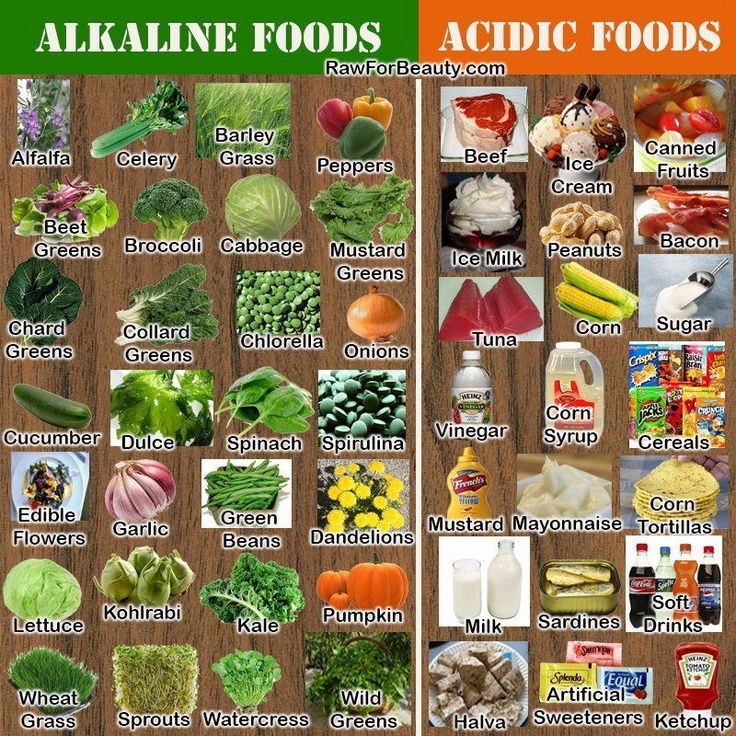 ALKALINE FOODS
ACIDIC FOODS
RawForBeauty.com
Alfalfa
Celery
Barley
Grass
Peppers
Beef
Ice
Cream
Canned
Fruits
Beet
Greens
Broccoli
Cabbage
Mustard
Greens
Ice Milk
Peanuts
Bacon
Chard
Greens
Collard
Greens
Chlorella
Onions
Tuna
Corn
Sugar
Cucumber
Dulce
Spinach
Spirulina
HEINZ
VINEGAR
Vinegar
Corn
Syrup
Crispix
Raisin
Bran
Cereals
Edible
Flowers
Garlic
Green
Beans
Dandelions
French's
YELLOW
Mustard
Mayonnaise
Corn
Tortillas
Lettuce
Kohlrabi
Kale
Pumpkin
Milk
Sardines
Coca-Cola
Soft
Drinks
Wheat
Grass
Sprouts
Watercress
Wild
Greens
Halva
Sweet'N Low
Splenda
Equal
Artificial
Sweeteners
HEINZ
TOMATO
KETCHUP
Ketchup